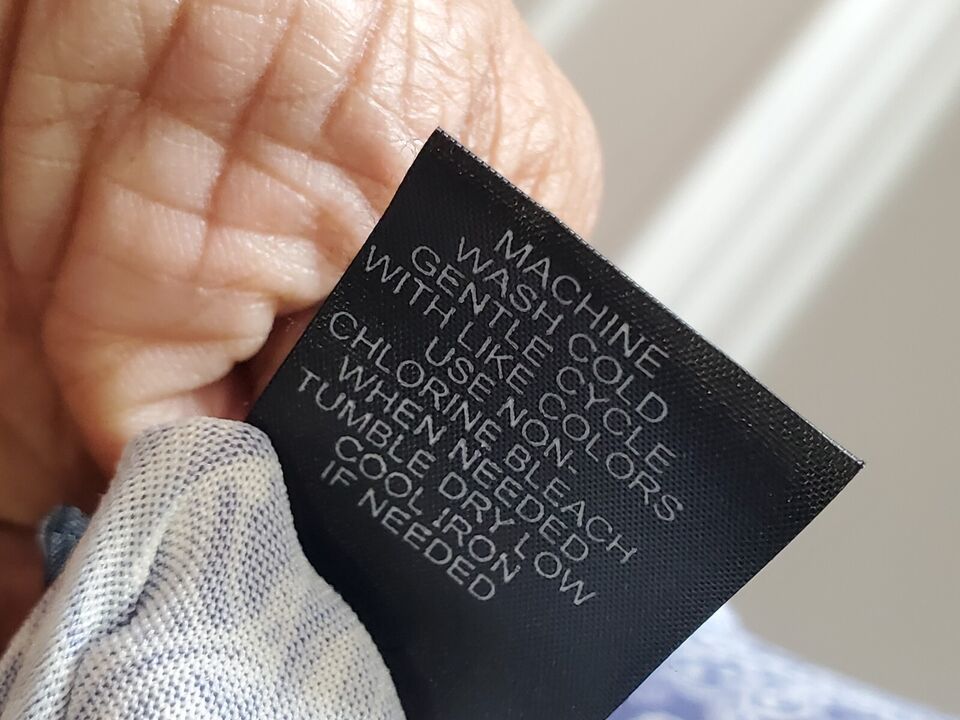 MACHINE
WASH COLD
GENTLE CYCLE
WITH LIKE COLORS
USE NON-
CHLORINE BLEACH
WHEN NEEDED
TUMBLE DRY LOW
COOL IRON
IF NEEDED